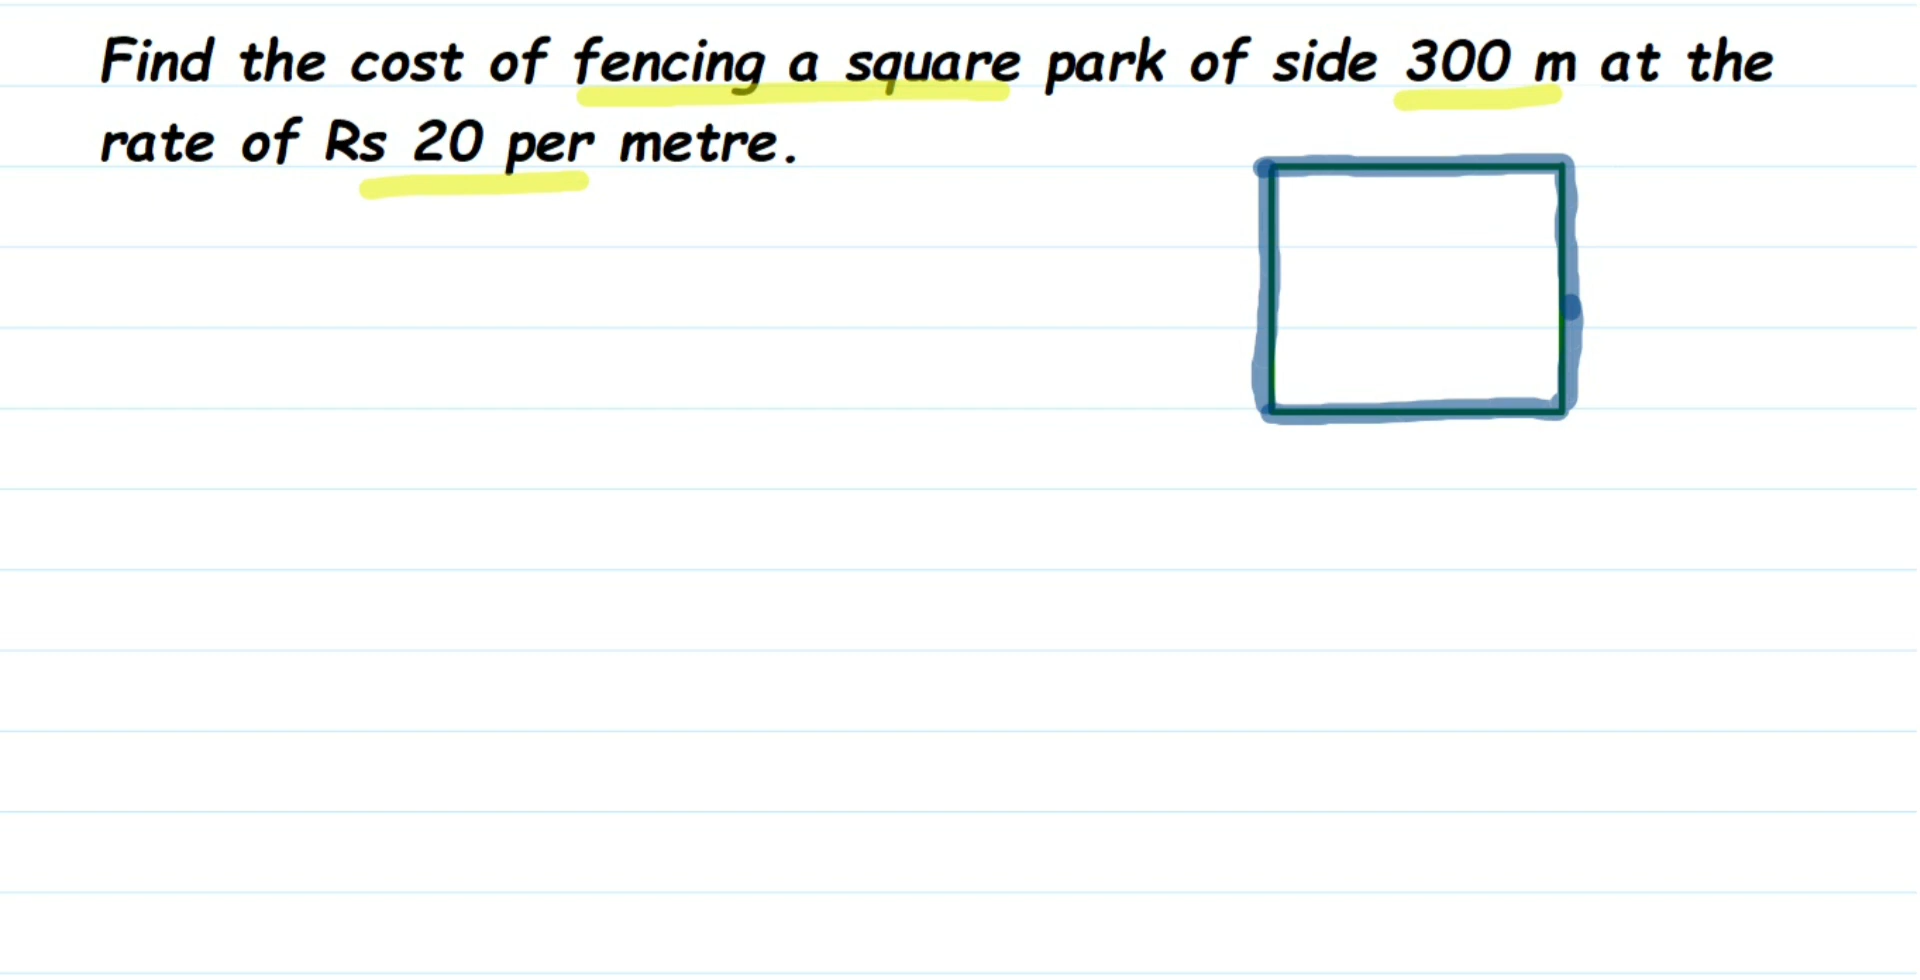 Find the cost of fencing a square park of side 300 m at the
rate of Rs 20 per metre.